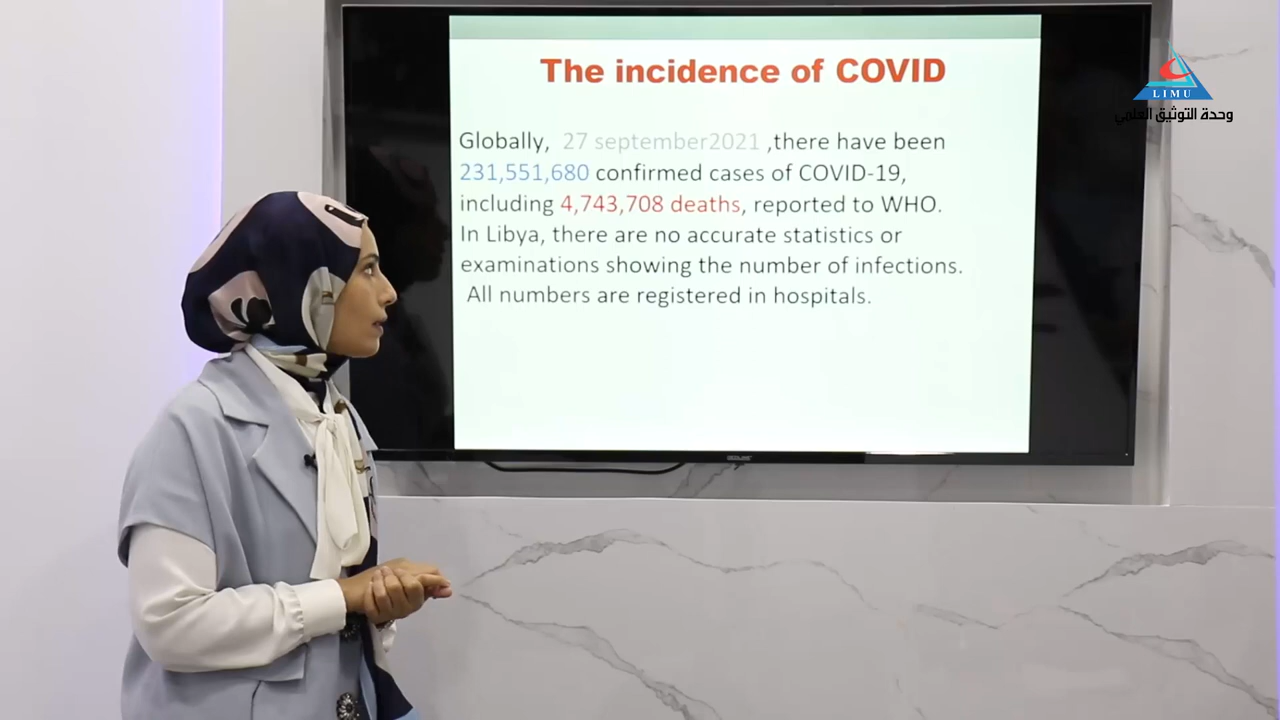 The incidence of COVID
Globally, 27 september2021 ,there have been
231,551,680 confirmed cases of COVID-19,
including 4,743,708 deaths, reported to WHO.
In Libya, there are no accurate statistics or
examinations showing the number of infections.
All numbers are registered in hospitals.
LIMU
وحدة التوثيق العلمي